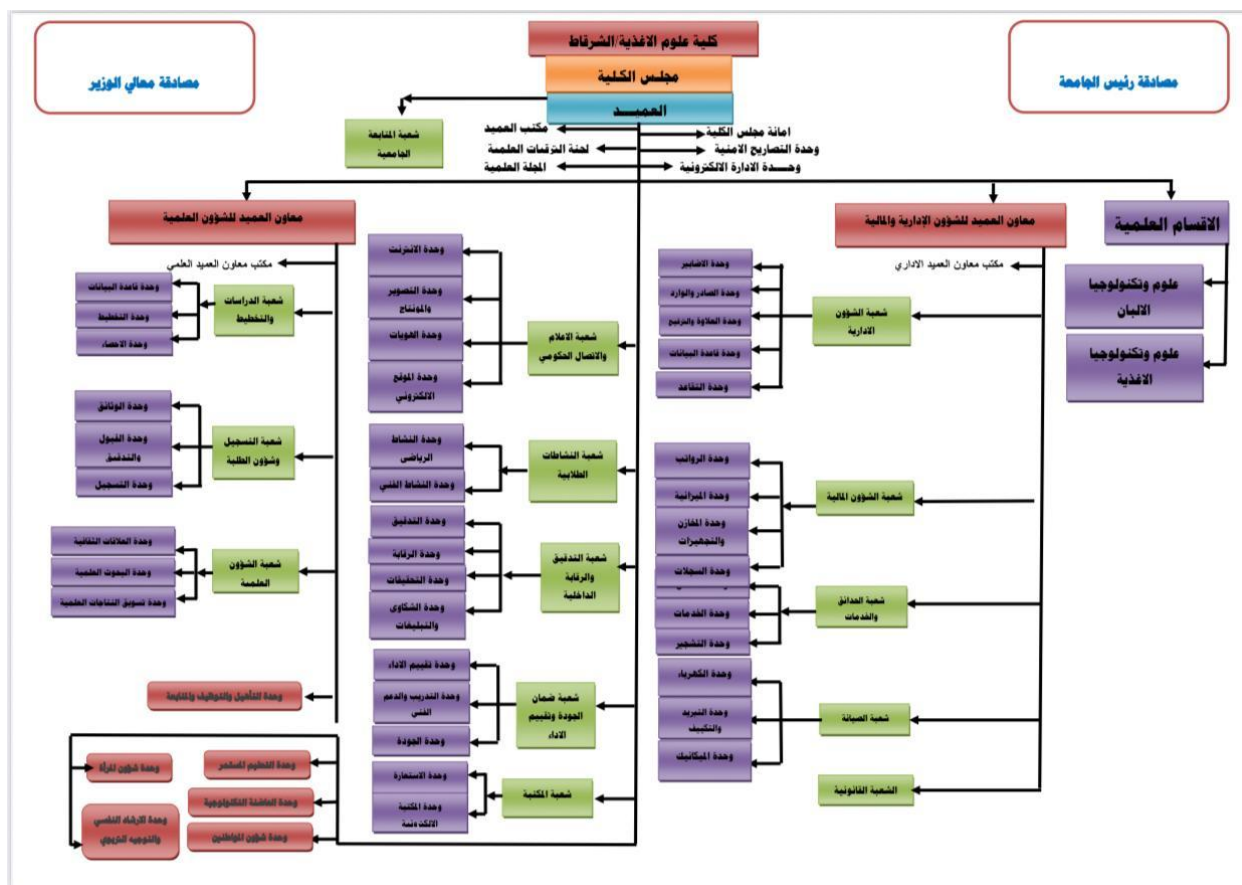 كلية علوم الاغذية/الشرقاط
مجلس الكلية
العميد
مصادقة رئيس الجامعة
مصادقة معالي الوزير
شعبة المتابعة
الجامعية
امانة مجلس الكلية
وحدة التصاريح الامنية
وحدة الادارة الالكترونية
مكتب العميد
لجنة الترقيات العلمية
المجلة العلمية
الاقسام العلمية
علوم وتكنولوجيا
الالبان
علوم وتكنولوجيا
الاغذية
معاون العميد للشؤون الإدارية والمالية
مكتب معاون العميد الاداري
شعبة الشؤون
الادارية
وحدة الاضابير
وحدة الصادر والوارد
وحدة العلاوة والترفيع
وحدة قاعدة البيانات
وحدة التقاعد
شعبة الشؤون المالية
وحدة الرواتب
وحدة الميزانية
وحدة المخازن
والتجهيزات
وحدة السجلات
شعبة الحدائق
والخدمات
وحدة الخدمات
وحدة التشجير
شعبة الصيانة
وحدة الكهرباء
وحدة التبريد
والتكييف
وحدة الميكانيك
الشعبة القانونية
شعبة الاعلام
والاتصال الحكومي
وحدة الانترنت
وحدة التصوير
والمونتاج
وحدة الهويات
وحدة الموقع
الالكتروني
شعبة النشاطات
الطلابية
وحدة النشاط
الرياضي
وحدة النشاط الفني
شعبة التدقيق
والرقابة
الداخلية
وحدة التدقيق
وحدة الرقابة
وحدة التحقيقات
وحدة الشكاوى
والتبليغات
شعبة ضمان
الجودة وتقييم
الاداء
وحدة تقييم الاداء
وحدة التدريب والدعم
الفني
وحدة الجودة
شعبة المكتبة
وحدة الاستعارة
وحدة المكتبة
الالكترونية
معاون العميد للشؤون العلمية
مكتب معاون العميد العلمي
شعبة الدراسات
والتخطيط
وحدة قاعدة البيانات
وحدة التخطيط
وحدة الاحصاء
شعبة التسجيل
وشؤون الطلبة
وحدة الوثائق
وحدة القبول
والتدقيق
وحدة التسجيل
شعبة الشؤون
العلمية
وحدة العلاقات الثقافية
وحدة البحوث العلمية
وحدة تسويق النتاجات العلمية
وحدة التأهيل والتوظيف والمتابعة
وحدة التعليم المستمر
وحدة الحاضنة التكنولوجية
وحدة شؤون المواطنين
وحدة شؤون المرأة
وحدة الارشاد النفسي
والتوجيه التربوي